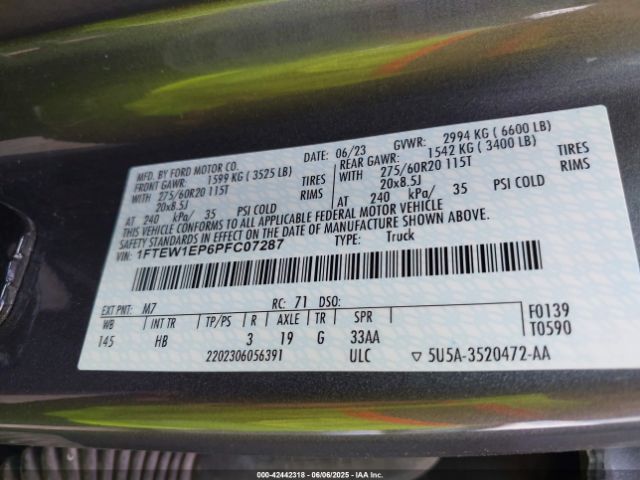 MFD. BY FORD MOTOR CO.
DATE: 06/23 GVWR: 2994 KG ( 6600 LB)
FRONT GAWR: 1599 KG ( 3525 LB)
REAR GAWR: 1542 KG ( 3400 LB)
WITH 275/60R20 115T TIRES
WITH 275/60R20 115T TIRES
20x8.5J RIMS
20x8.5J RIMS
AT 240 kPa/ 35 PSI COLD
AT 240 kPa/ 35 PSI COLD
THIS VEHICLE CONFORMS TO ALL APPLICABLE FEDERAL MOTOR VEHICLE
SAFETY STANDARDS IN EFFECT ON THE DATE OF MANUFACTURE SHOWN ABOVE.
VIN: 1FTEW1EP6PFC07287
TYPE: Truck
EXT PNT: M7 RC: 71 DSO:
F0139
WB INT TR TP/PS R AXLE TR SPR
T0590
145 HB 3 19 G 33AA
2202306056391 ULC ▽ 5U5A-3520472-AA
000-42442318 - 06/06/2025 - IAA Inc.